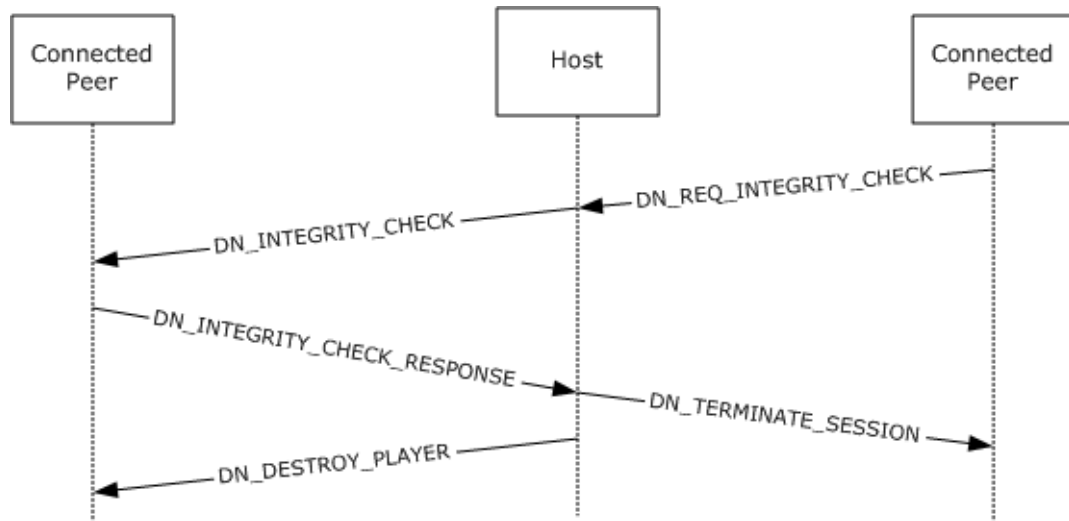 Connected
Peer
Host
Connected
Peer
DN_REQ_INTEGRITY_CHECK
DN_INTEGRITY_CHECK
DN_INTEGRITY_CHECK_RESPONSE
DN_TERMINATE_SESSION
DN_DESTROY_PLAYER